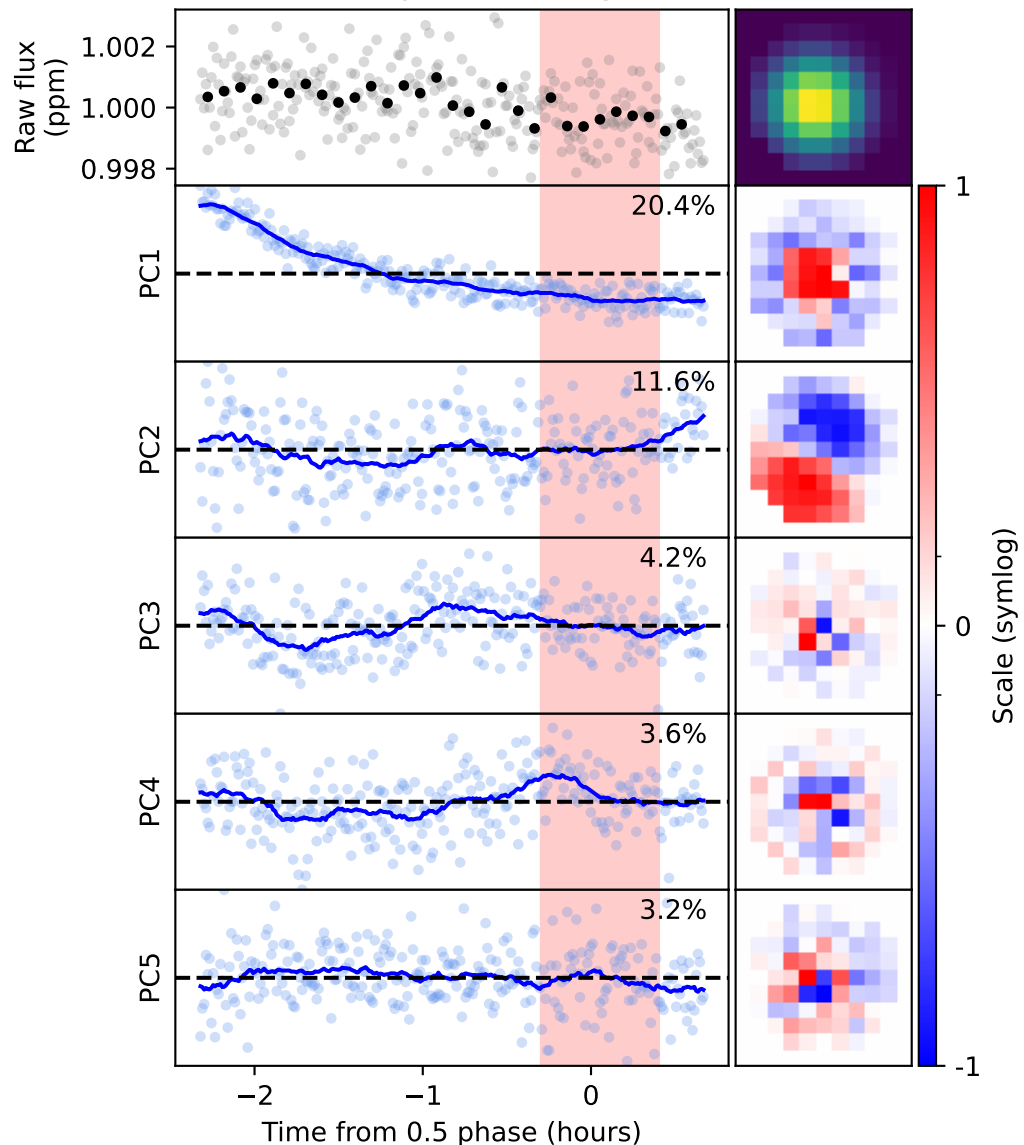 Raw flux
(ppm)
1.002
1.000
0.998
PC1
20.4%
PC2
11.6%
PC3
4.2%
PC4
3.6%
PC5
3.2%
−2
−1
0
Time from 0.5 phase (hours)
1
0
-1
Scale (symlog)